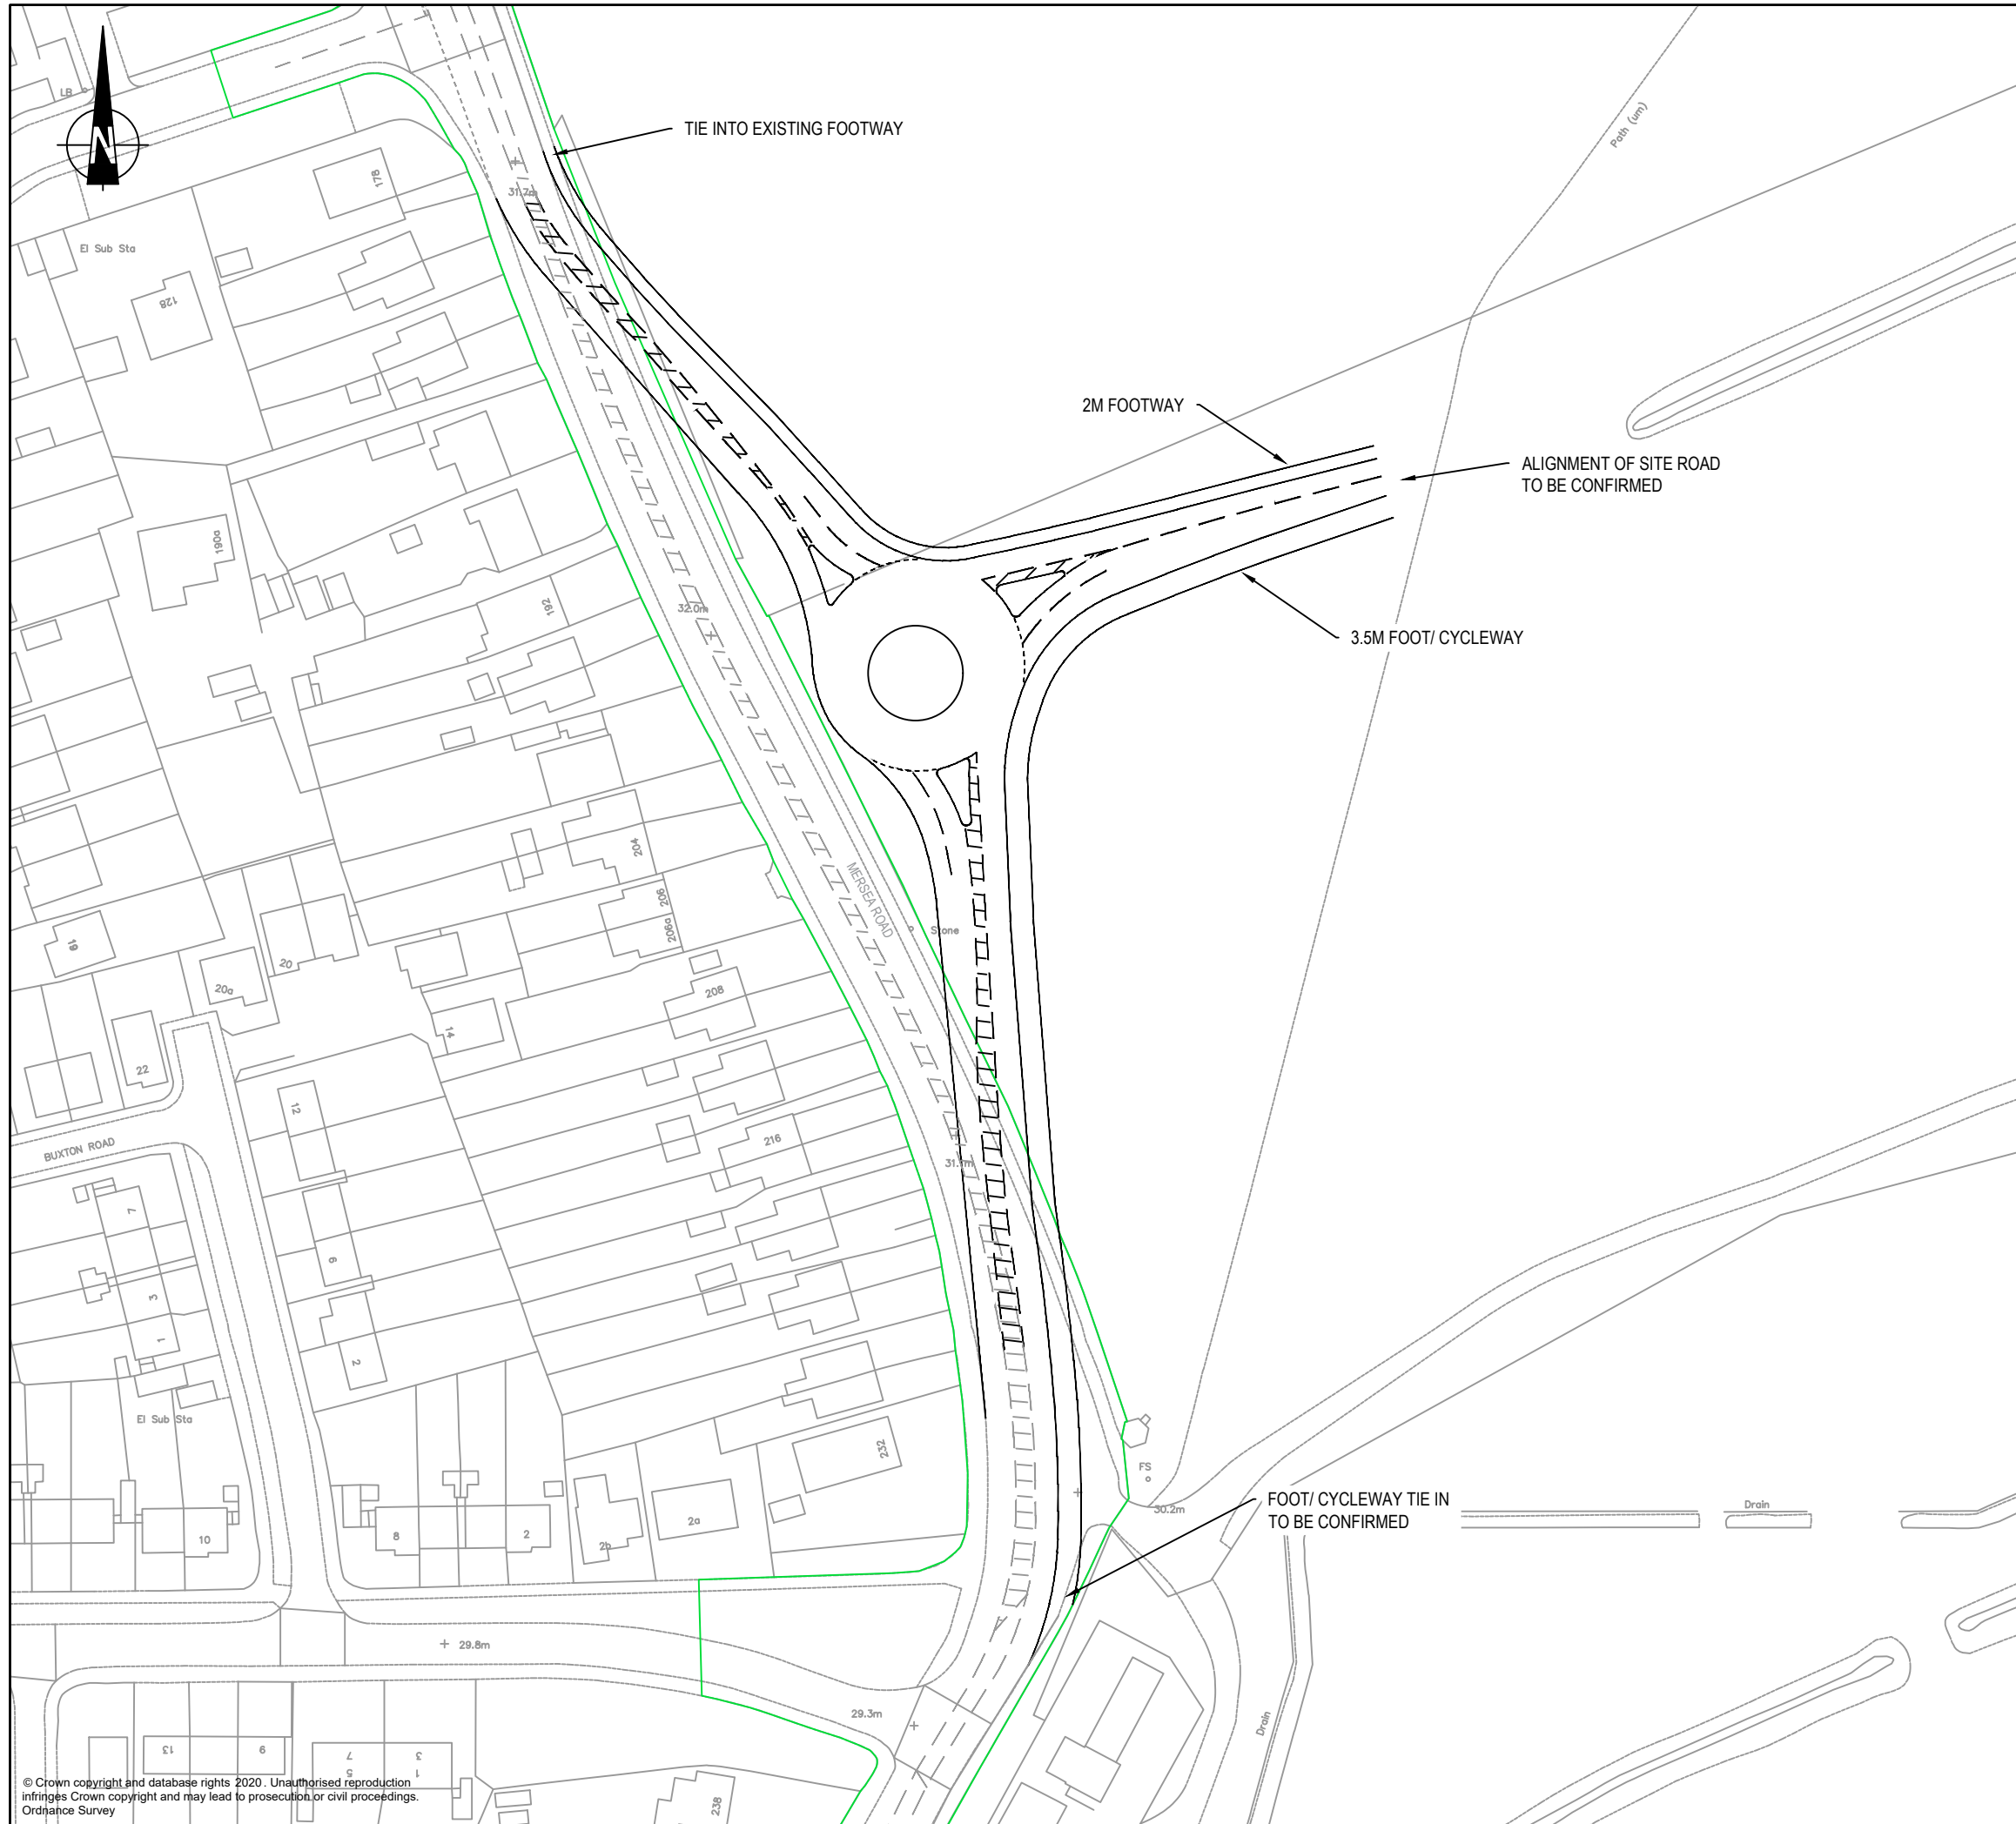 LB
N
TIE INTO EXISTING FOOTWAY
Path (um)
178
31.7m
El Sub Sta
128
2M FOOTWAY
ALIGNMENT OF SITE ROAD
TO BE CONFIRMED
190a
192
32.0m
3.5M FOOT/ CYCLEWAY
204
MERSEA ROAD
206
206a
Stone
19
20
20a
208
14
22
12
216
BUXTON ROAD
7
6
3
1
2
El Sub Sta
232
FS
30.2m
FOOT/ CYCLEWAY TIE IN
TO BE CONFIRMED
Drain
2a
2b
10
8
2
29.8m
29.3m
Drain
13
9
7
5
3
1
238
© Crown copyright and database rights 2020. Unauthorised reproduction
infringes Crown copyright and may lead to prosecution or civil proceedings.
Ordnance Survey